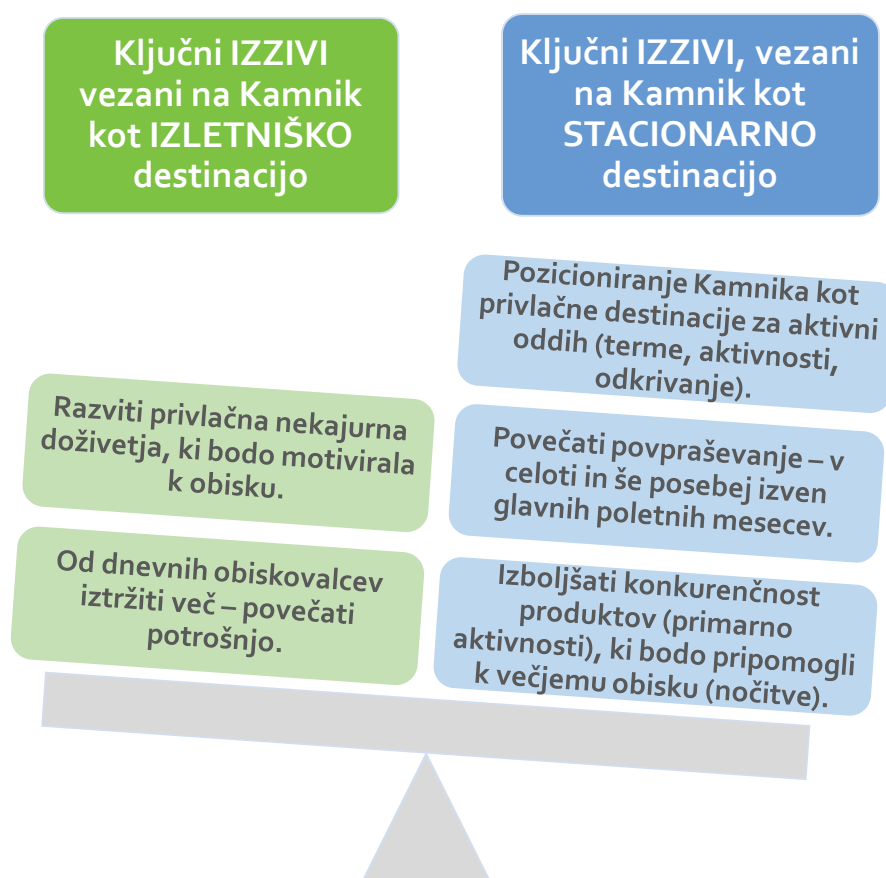 Ključni IZZIVI
vezani na Kamnik
kot IZLETNIŠKO
destinacijo
Ključni IZZIVI, vezani
na Kamnik kot
STACIONARNO
destinacijo
Razviti privlačna nekajurna
doživetja, ki bodo motivirala
k obisku.
Od dnevnih obiskovalcev
iztržiti več – povečati
potrošnjo.
Pozicioniranje Kamnika kot
privlačne destinacije za aktivni
oddih (terme, aktivnosti,
odkrivanje).
Povečati povpraševanje – v
celoti in še posebej izven
glavnih poletnih mesecev.
Izboljšati konkurenčnost
produktov (primarno
aktivnosti), ki bodo pripomogli
k večjemu obisku (nočitve).